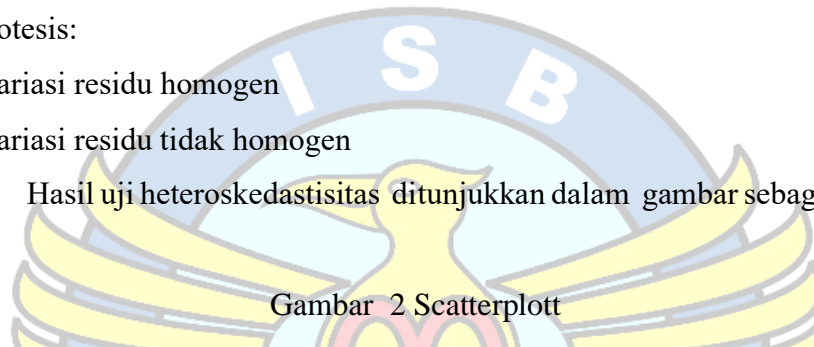 otesis:
I S B
ariasi residu homogen
ariasi residu tidak homogen
Hasil uji heteroskedastisitas ditunjukkan dalam gambar sebag
Gambar 2 Scatterplott